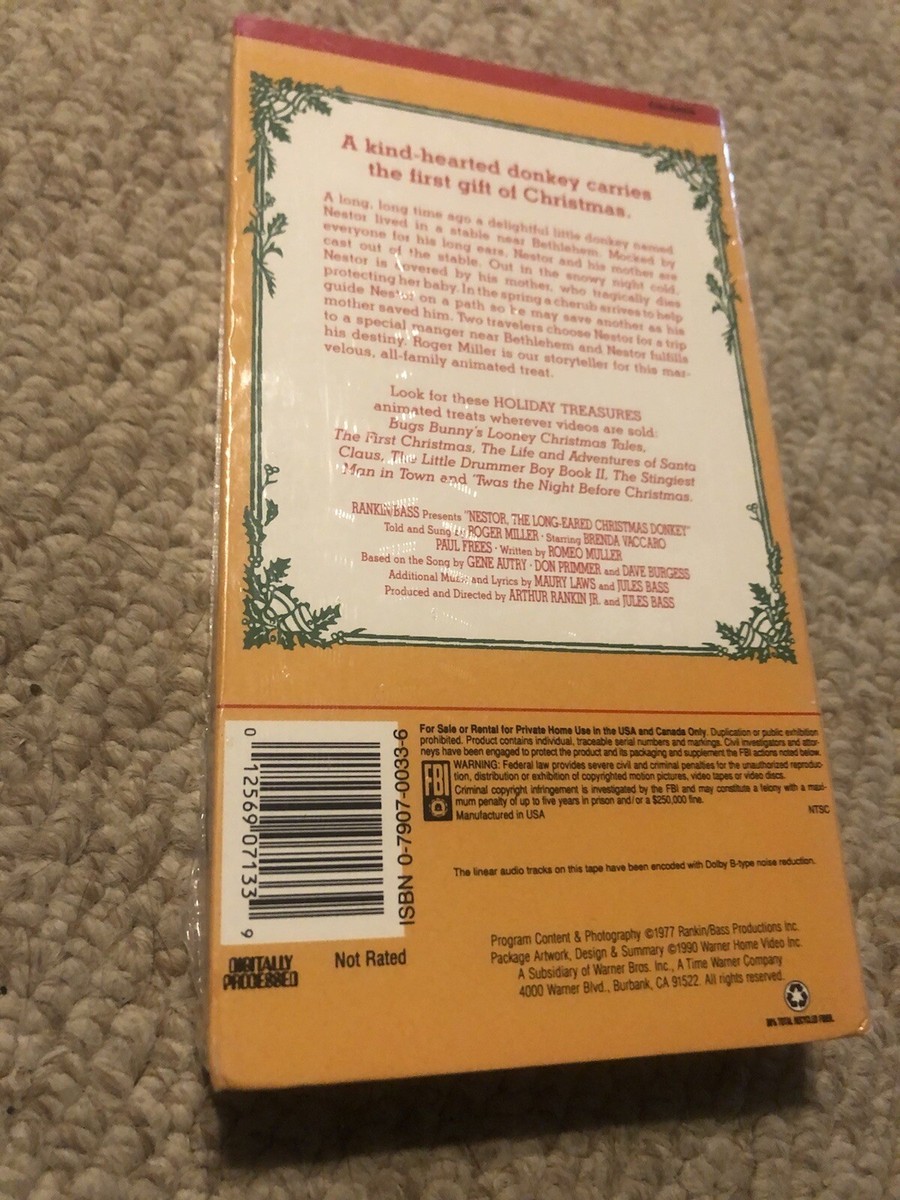 A kind-hearted donkey carries
the first gift of Christmas.
A long, long time ago a delightful little donkey named
Nestor lived in a stable near Bethlehem. Mocked by
everyone for his long ears, Nestor and his mother are
cast out of the stable. Out in the snowy night cold,
Nestor is covered by his mother, who tragically dies
protecting her baby. In the spring a cherub arrives to help
guide Nestor on a path so he may save another as his
mother saved him. Two travelers choose Nestor for a trip
to a special manger near Bethlehem and Nestor fulfills
his destiny. Roger Miller is our storyteller for this mar-
velous, all-family animated treat.
Look for these HOLIDAY TREASURES
animated treats wherever videos are sold:
Bugs Bunny's Looney Christmas Tales,
The First Christmas, The Life and Adventures of Santa
Claus, The Little Drummer Boy Book II, The Stingiest
Man in Town and 'Twas the Night Before Christmas.
RANKIN/BASS Presents "NESTOR, THE LONG-EARED CHRISTMAS DONKEY"
Told and Sung by ROGER MILLER · Starring BRENDA VACCARO
PAUL FREES · Written by ROMEO MULLER
Based on the Song by GENE AUTRY · DON PRIMMER and DAVE BURGESS
Additional Music and Lyrics by MAURY LAWS and JULES BASS
Produced and Directed by ARTHUR RANKIN JR. and JULES BASS
0 12569 07133 9
ISBN 0-7907-0033-6
For Sale or Rental for Private Home Use in the USA and Canada Only. Duplication or public exhibition
prohibited. Product contains individual, traceable serial numbers and markings. Civil investigators and attor-
neys have been engaged to protect the product and its packaging and supplement the FBI actions noted below.
FBI
WARNING: Federal law provides severe civil and criminal penalties for the unauthorized reproduc-
tion, distribution or exhibition of copyrighted motion pictures, video tapes or video discs.
Criminal copyright infringement is investigated by the FBI and may constitute a felony with a maxi-
mum penalty of up to five years in prison and/or a $250,000 fine.
Manufactured in USA
NTSC
The linear audio tracks on this tape have been encoded with Dolby B-type noise reduction.
DIGITALLY
PROCESSED
Not Rated
Program Content & Photography ©1977 Rankin/Bass Productions Inc.
Package Artwork, Design & Summary ©1990 Warner Home Video Inc.
A Subsidiary of Warner Bros. Inc., A Time Warner Company
4000 Warner Blvd., Burbank, CA 91522. All rights reserved.
TOTAL RECYCLED FIBER.